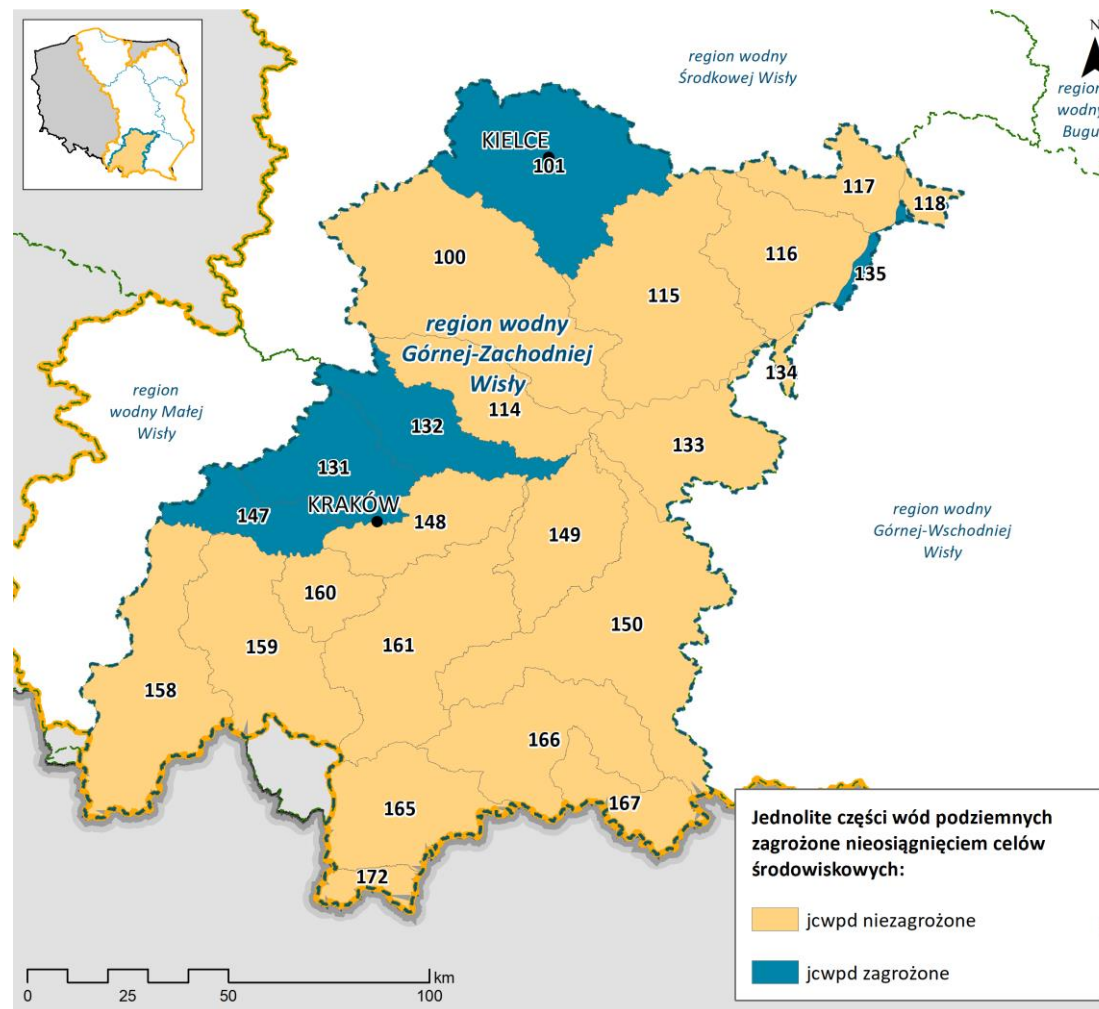 N
region wodny
Środkowej Wisły
region
wodny
Bugu
KIELCE
101
117
118
100
116
115
135
region wodny
Górnej-Zachodniej
Wisły
134
region
wodny Małej
Wisły
114
132
133
131
KRAKÓW
147
148
149
region wodny
Górnej-Wschodniej
Wisły
160
150
159
161
158
166
165
167
172
Jednolite części wód podziemnych
zagrożone nieosiągnięciem celów
środowiskowych:
jcwpd niezagrożone
jcwpd zagrożone
km
0 25 50 100